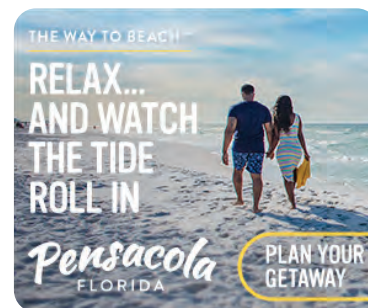 THE WAY TO BEACH
RELAX...
AND WATCH
THE TIDE
ROLL IN
Pensacola
FLORIDA
PLAN YOUR
GETAWAY